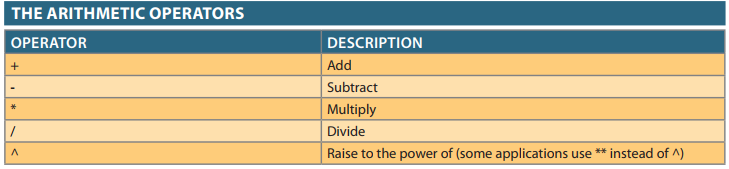 THE ARITHMETIC OPERATORS
OPERATOR DESCRIPTION
+ Add
- Subtract
* Multiply
/ Divide
^ Raise to the power of (some applications use ** instead of ^)